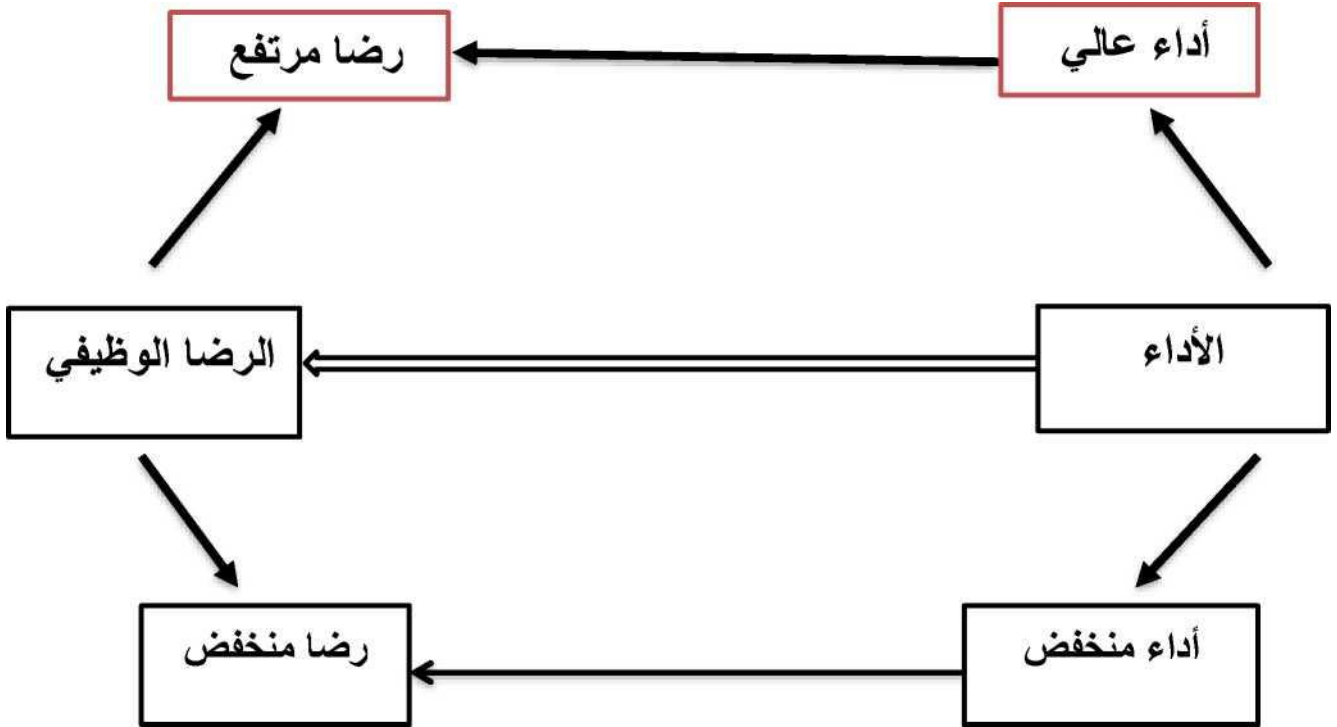 أداء عالي
رضا مرتفع
الأداء
الرضا الوظيفي
أداء منخفض
رضا منخفض